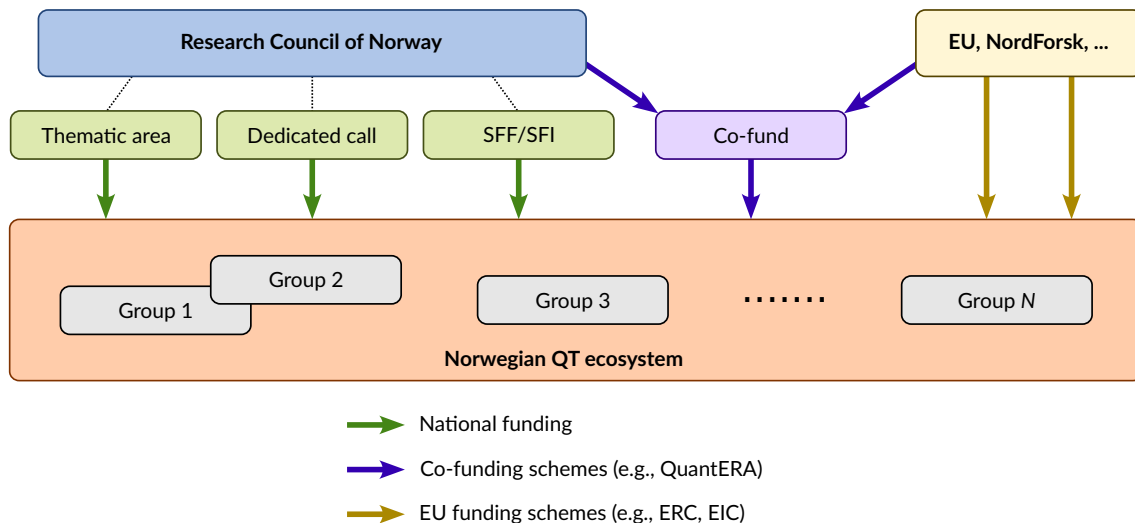 Research Council of Norway
EU, NordForsk, ...
Thematic area
Dedicated call
SFF/SFI
Co-fund
Group 1
Group 2
Group 3
.......
Group N
Norwegian QT ecosystem
National funding
Co-funding schemes (e.g., QuantERA)
EU funding schemes (e.g., ERC, EIC)